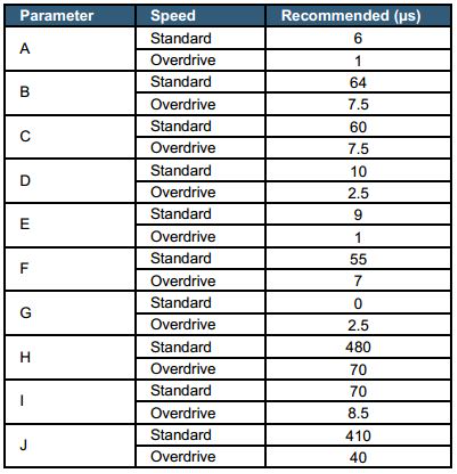 Parameter Speed Recommended (µs)
A Standard 6
Overdrive 1
B Standard 64
Overdrive 7.5
C Standard 60
Overdrive 7.5
D Standard 10
Overdrive 2.5
E Standard 9
Overdrive 1
F Standard 55
Overdrive 7
G Standard 0
Overdrive 2.5
H Standard 480
Overdrive 70
I Standard 70
Overdrive 8.5
J Standard 410
Overdrive 40